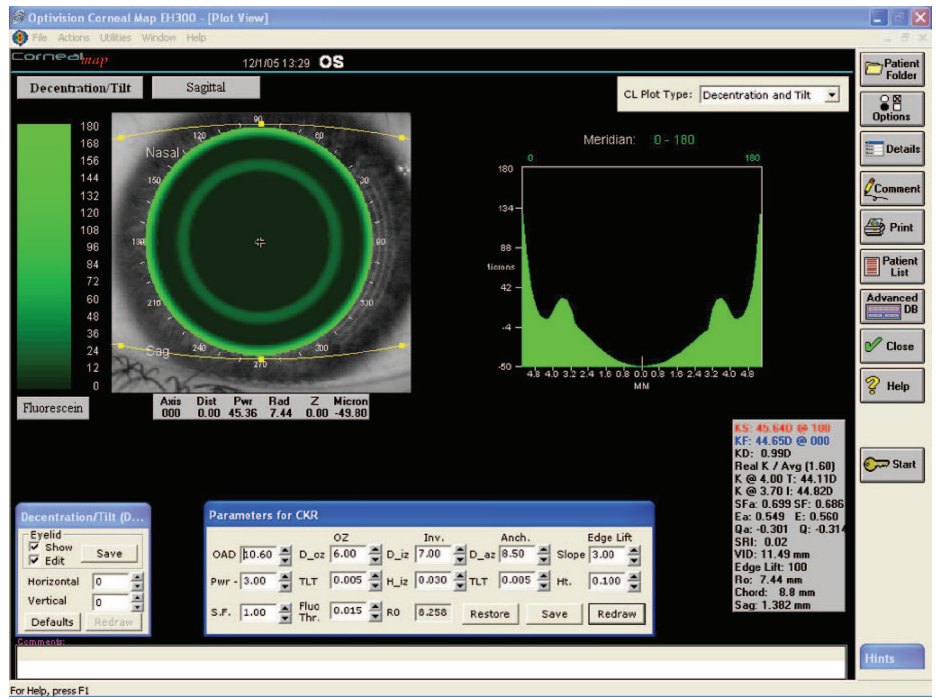 Optivision Corneal Map EH300 - [Plot View]
File Actions Utilities Window Help
Cornealmap
12/1/05 13:29 OS
Decentration/Tilt Sagittal
CL Plot Type: Decentration and Tilt
180
168
156
144
132
120
108
96
84
72
60
48
36
24
12
0
Fluorescein
Nasal
90
120 60
150 30
180
210 330
240 300
270
Sag
Axis Dist Pwr Rad Z Micron
000 0.00 45.36 7.44 0.00 -49.80
Meridian: 0 - 180
0 180
180
134
88
Microns
42
-4
-50
4.8 4.0 3.2 2.4 1.6 0.8 0.0 0.8 1.6 2.4 3.2 4.0 4.8
MM
Patient Folder
Options
Details
Comment
Print
Patient List
Advanced DB
Close
Help
Start
KS: 45.64D @ 100
KF: 44.65D @ 000
KD: 0.99D
Real K / Avg (1.60)
K @ 4.00 T: 44.11D
K @ 3.70 I: 44.82D
SFa: 0.699 SF: 0.686
Ea: 0.549 E: 0.560
Qa: -0.301 Q: -0.314
SRI: 0.02
VID: 11.49 mm
Edge Lift: 100
Ro: 7.44 mm
Chord: 8.8 mm
Sag: 1.382 mm
Decentration/Tilt (D...
Eyelid
Show
Edit
Save
Horizontal 0
Vertical 0
Defaults Redraw
Parameters for CKR
OZ Inv. Anch. Edge Lift
OAD 10.60 D_oz 6.00 D_iz 7.00 D_az 8.50 Slope 3.00
Pwr - 3.00 TLT 0.005 H_iz 0.030 TLT 0.005 Ht. 0.100
S.F. 1.00 Fluo Thr. 0.015 R0 8.258 Restore Save Redraw
Comments:
Hints
For Help, press F1